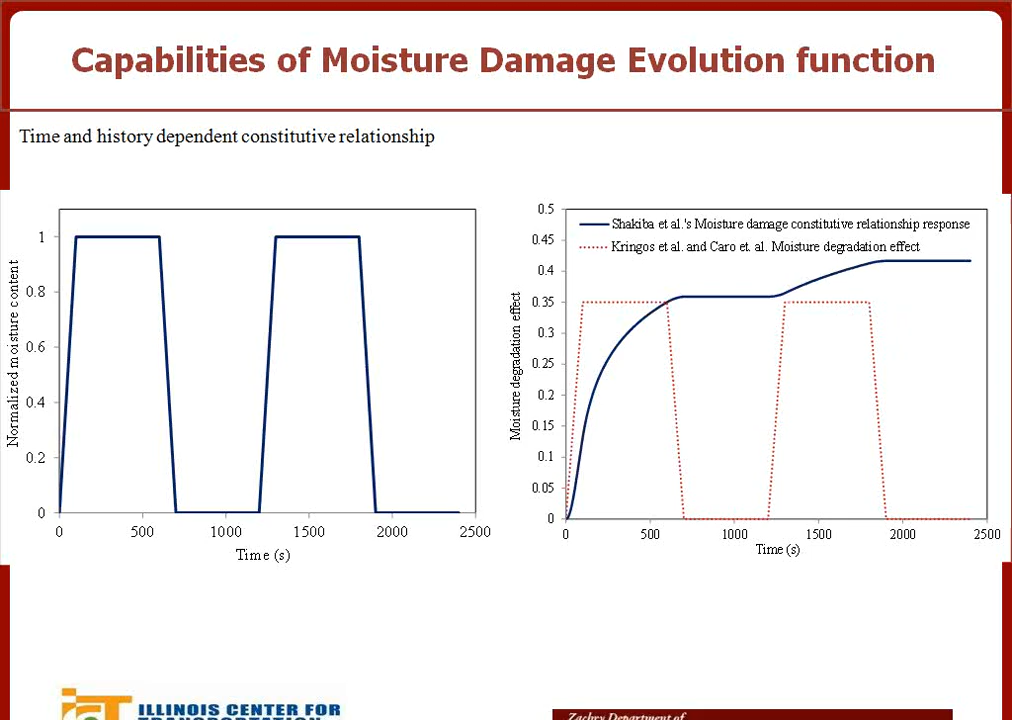 Capabilities of Moisture Damage Evolution function
Time and history dependent constitutive relationship
Normalized moisture content
1
0.8
0.6
0.4
0.2
0
0 500 1000 1500 2000 2500
Time (s)
Moisture degradation effect
0.5
0.45
0.4
0.35
0.3
0.25
0.2
0.15
0.1
0.05
0
Shakiba et al.'s Moisture damage constitutive relationship response
Kringos et al. and Caro et. al. Moisture degradation effect
0 500 1000 1500 2000 2500
Time (s)
ILLINOIS CENTER FOR
TRANSPORTATION
Zachry Department of